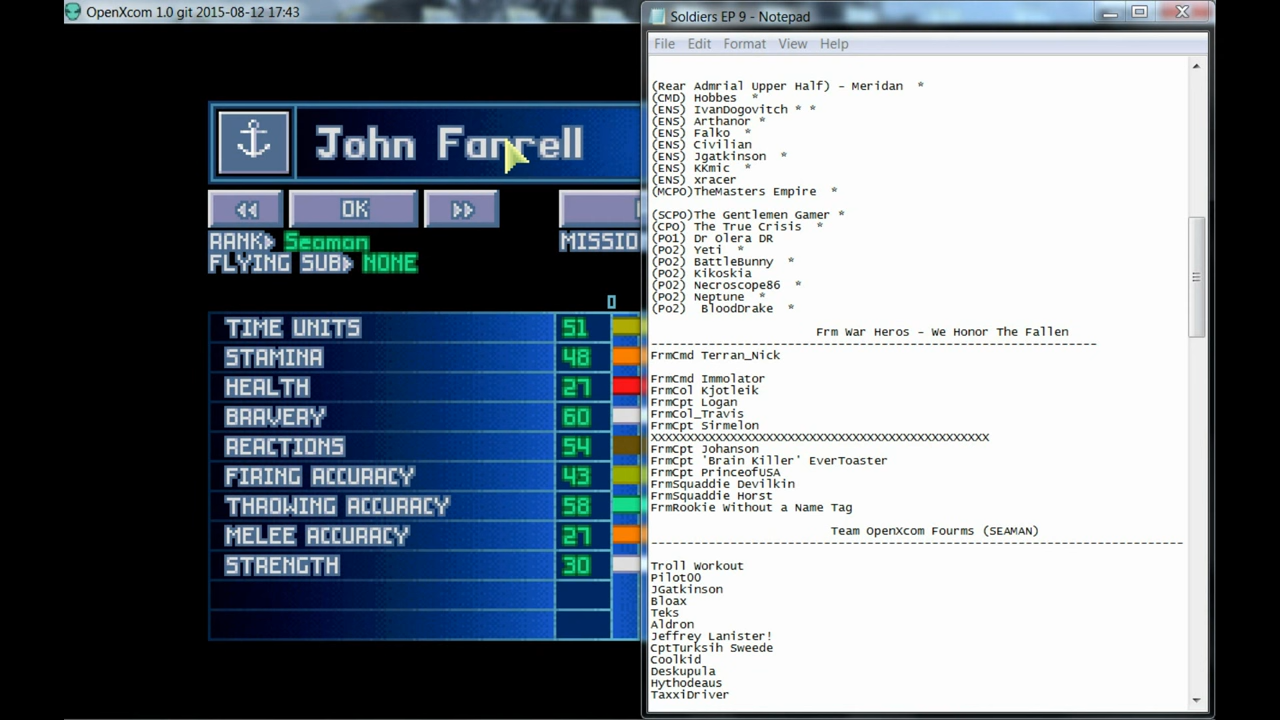 OpenXcom 1.0 git 2015-08-12 17:43
John Farrell
OK
RANK> Seaman
MISSIO
FLYING SUB> NONE
0
TIME UNITS 51
STAMINA 48
HEALTH 27
BRAVERY 60
REACTIONS 54
FIRING ACCURACY 43
THROWING ACCURACY 58
MELEE ACCURACY 27
STRENGTH 30
Soldiers EP 9 - Notepad
File Edit Format View Help
(Rear Admrial Upper Half) - Meridan *
(CMD) Hobbes *
(ENS) IvanDogovitch * *
(ENS) Arthanor *
(ENS) Falko *
(ENS) Civilian
(ENS) Jgatkinson *
(ENS) KKmic *
(ENS) xracer
(MCPO)TheMasters Empire *
(SCPO)The Gentlemen Gamer *
(CPO) The True Crisis *
(PO1) Dr Olera DR
(PO2) Yeti *
(PO2) BattleBunny *
(PO2) Kikoskia
(PO2) Necroscope86 *
(PO2) Neptune *
(Po2) BloodDrake *
Frm War Heros - We Honor The Fallen
--------------------------------------------------------------
FrmCmd Terran_Nick
FrmCmd Immolator
FrmCol Kjotleik
FrmCpt Logan
FrmCol_Travis
FrmCpt Sirmelon
XXXXXXXXXXXXXXXXXXXXXXXXXXXXXXXXXXXXXXXXXXXXXXX
FrmCpt Johanson
FrmCpt 'Brain Killer' EverToaster
FrmCpt PrinceofUSA
FrmSquaddie Devilkin
FrmSquaddie Horst
FrmRookie Without a Name Tag
Team OpenXcom Fourms (SEAMAN)
--------------------------------------------------------------------------
Troll Workout
Pilot00
JGatkinson
Bloax
Teks
Aldron
Jeffrey Lanister!
CptTurksih Sweede
Coolkid
Deskupula
Hythodeaus
TaxxiDriver